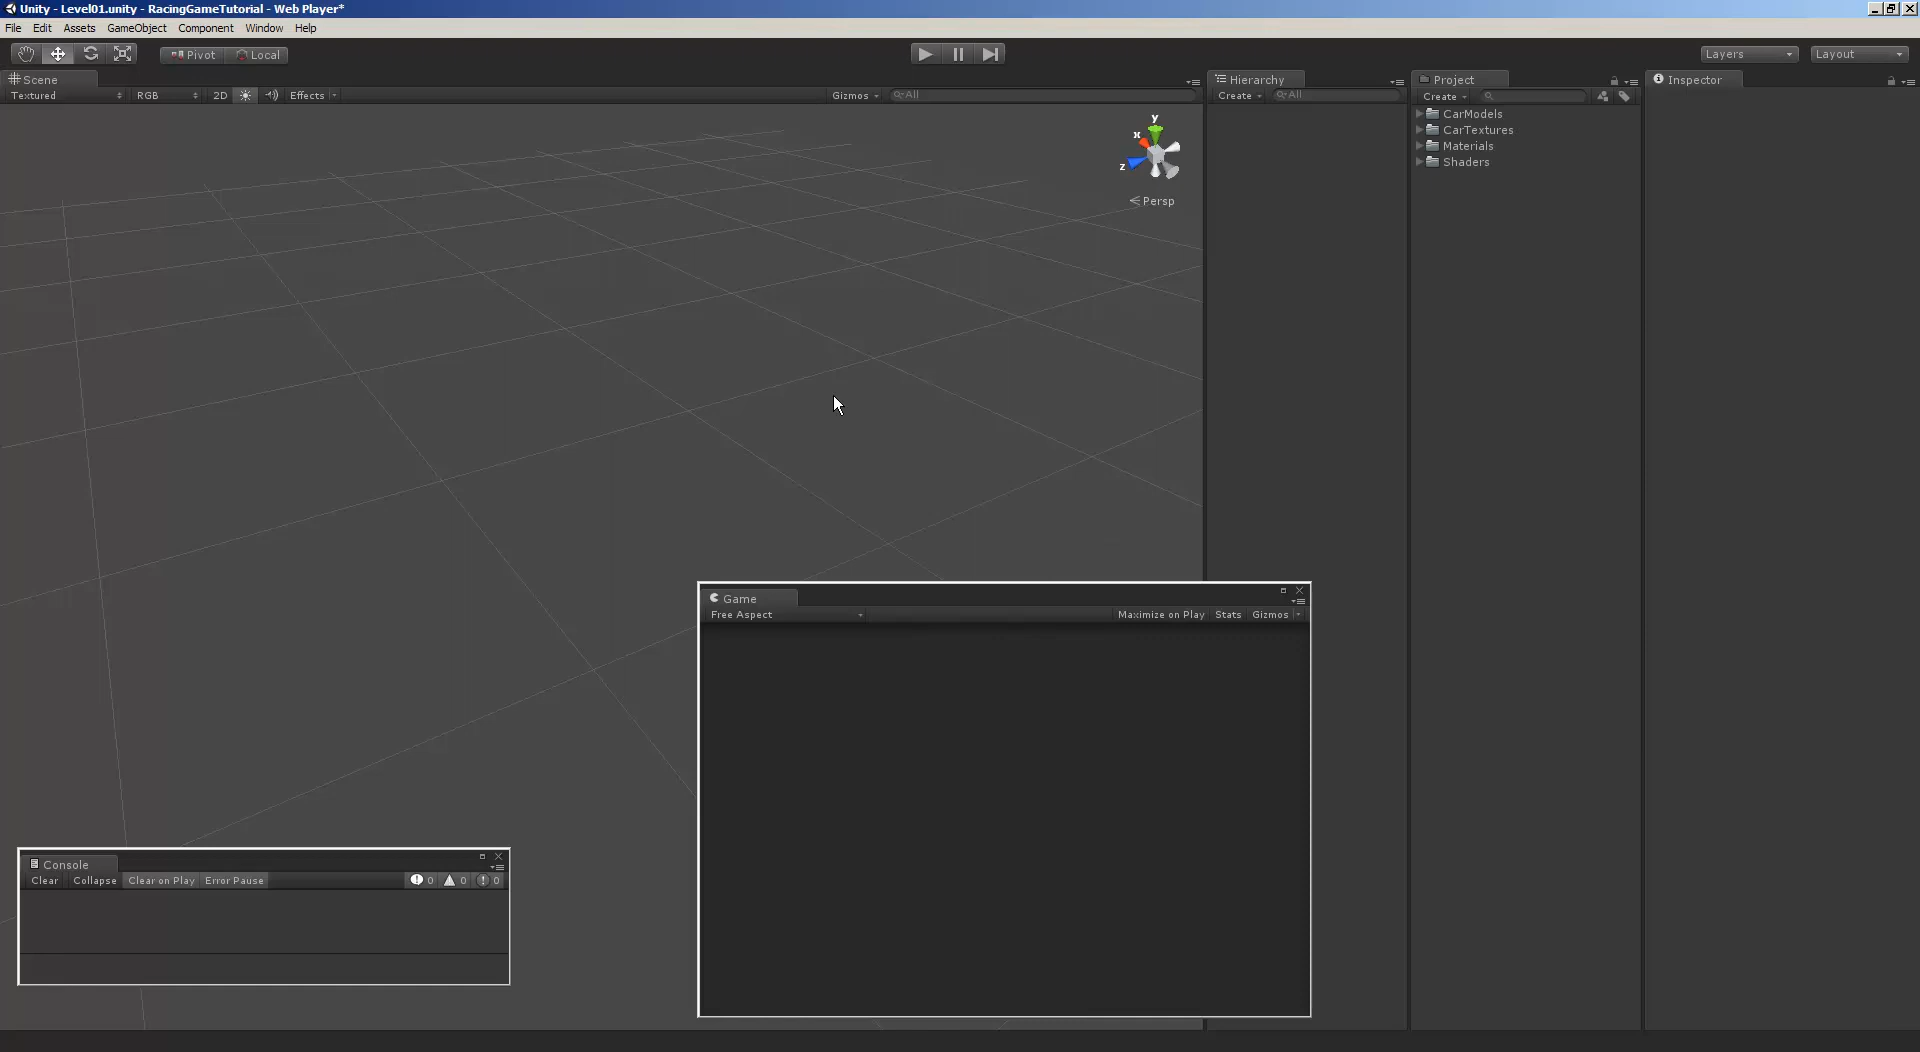 Unity - Level01.unity - RacingGameTutorial - Web Player*
File Edit Assets GameObject Component Window Help
Pivot Local Layers Layout
Scene Hierarchy Project Inspector
Textured RGB 2D Effects Gizmos All Create All Create
CarModels
CarTextures
Materials
Shaders
y
x
z
Persp
Game
Free Aspect Maximize on Play Stats Gizmos
Console
Clear Collapse Clear on Play Error Pause 0 0 0